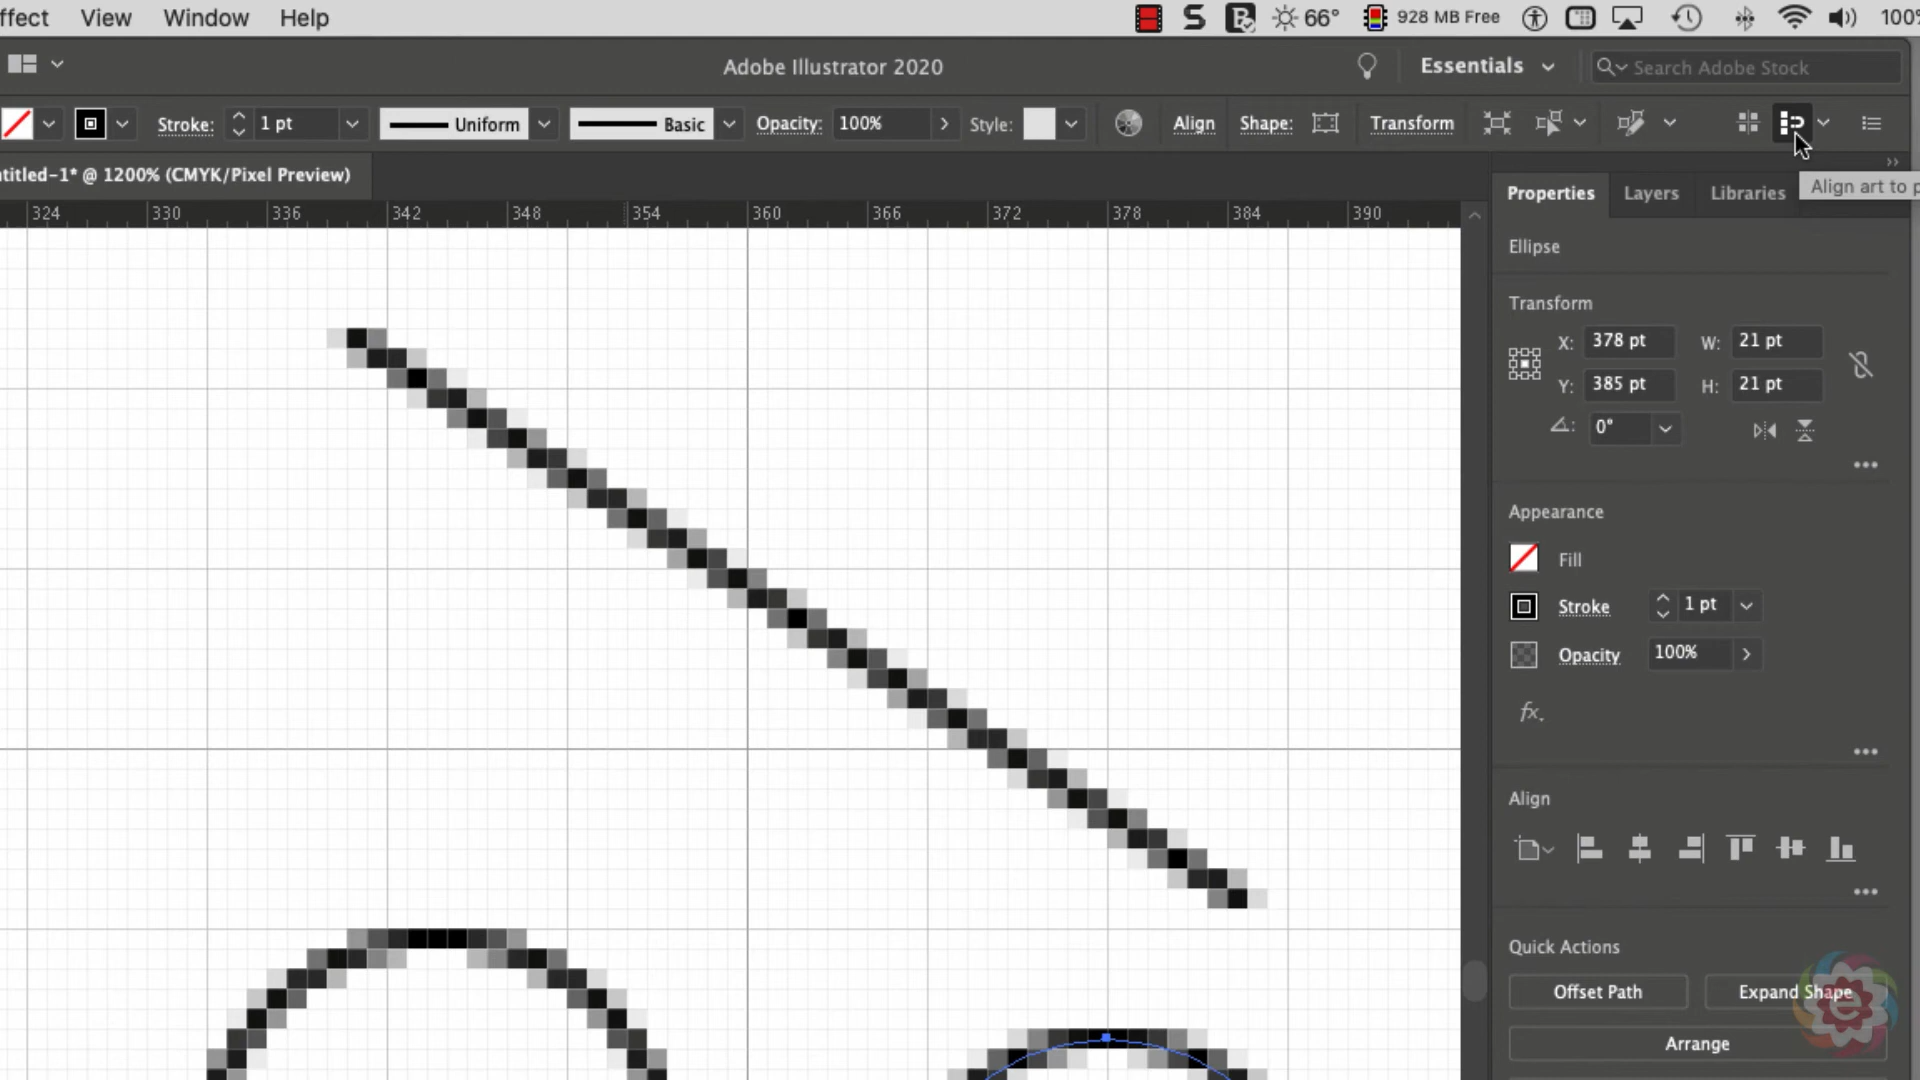 ffect View Window Help 66° 928 MB Free 100%
Adobe Illustrator 2020 Essentials Search Adobe Stock
Stroke: 1 pt Uniform Basic Opacity: 100% Style: Align Shape: Transform
ntitled-1* @ 1200% (CMYK/Pixel Preview)
Properties Layers Libraries Align art to p
324 330 336 342 348 354 360 366 372 378 384 390
Ellipse
Transform
X: 378 pt W: 21 pt
Y: 385 pt H: 21 pt
0°
Appearance
Fill
Stroke 1 pt
Opacity 100%
fx.
Align
Quick Actions
Offset Path Expand Shape
Arrange